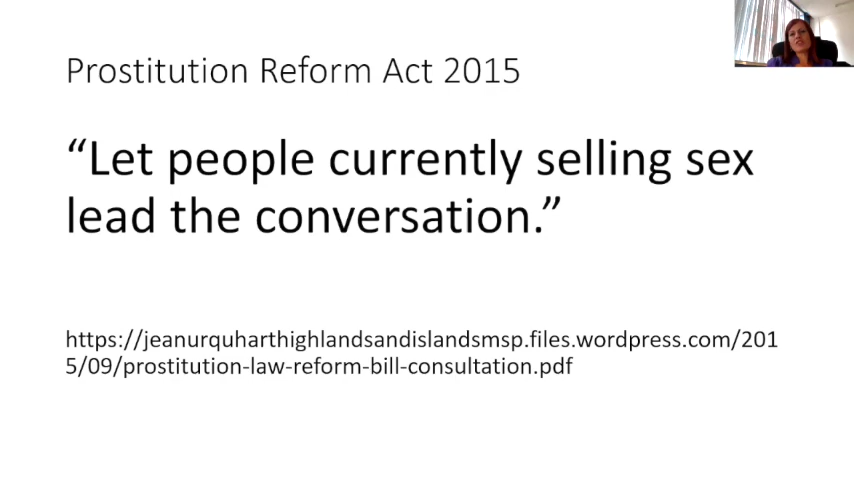 Prostitution Reform Act 2015
“Let people currently selling sex
lead the conversation.”
https://jeanurquharthighlandsandislandsmsp.files.wordpress.com/201
5/09/prostitution-law-reform-bill-consultation.pdf